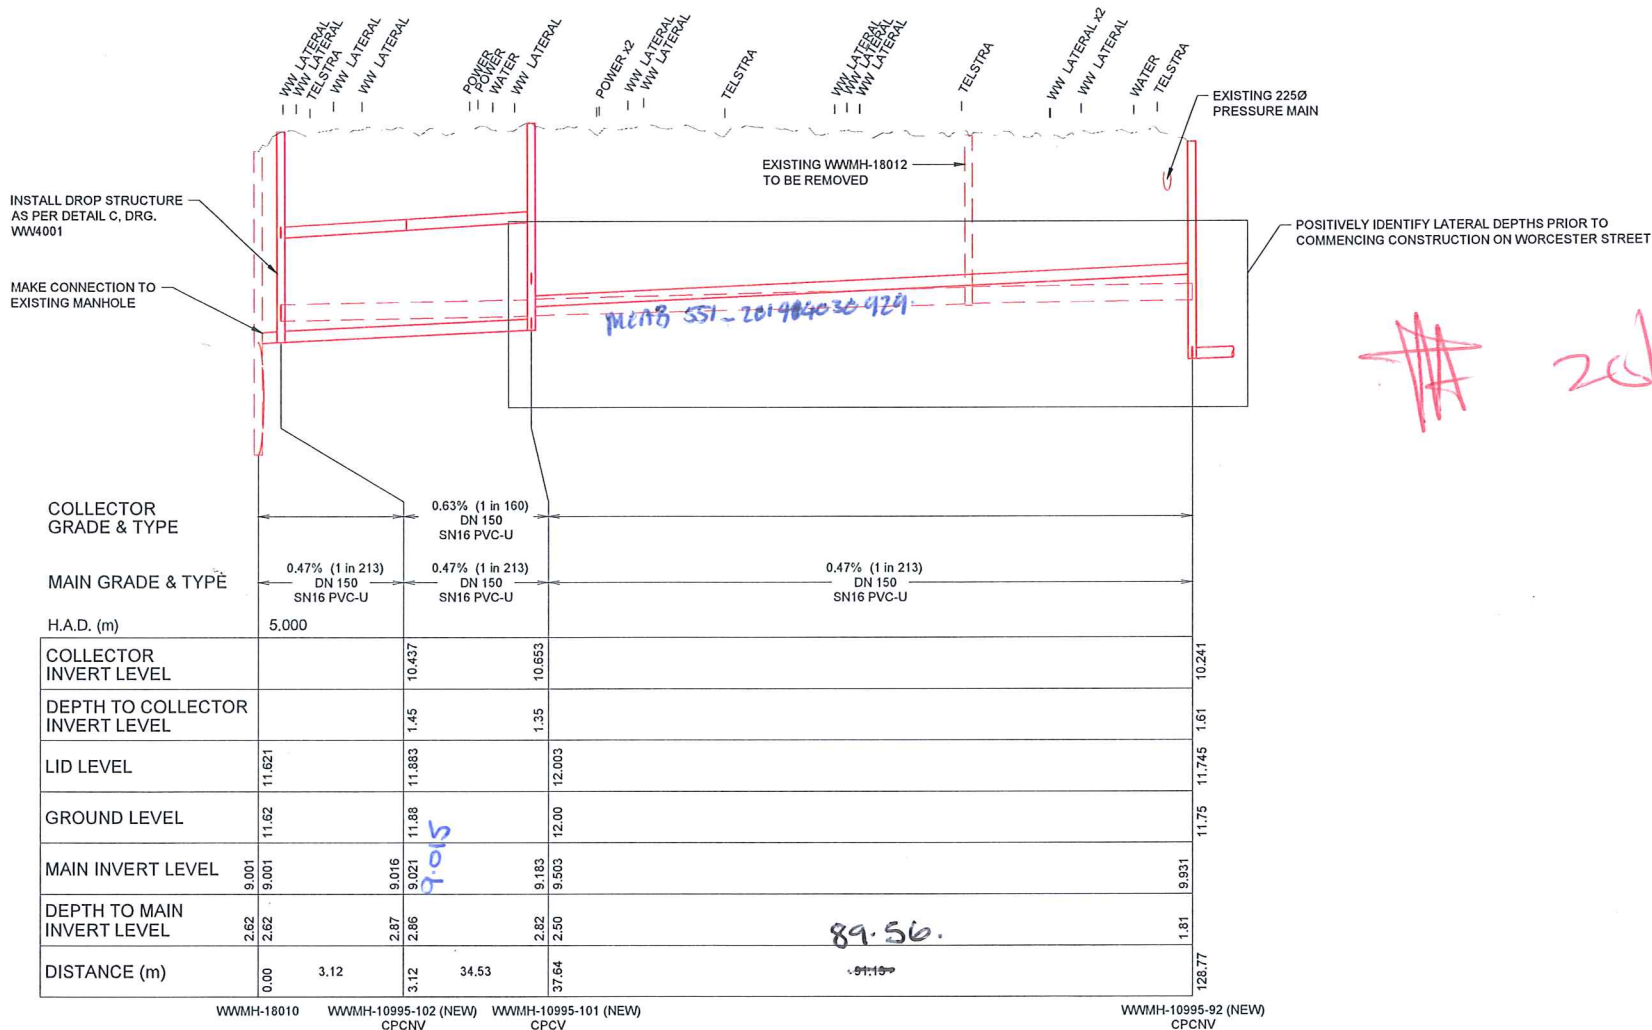 WW LATERAL
WW LATERAL
TELSTRA
WW LATERAL
WW LATERAL
POWER
POWER
WATER
WW LATERAL
POWER x2
WW LATERAL
WW LATERAL
TELSTRA
WW LATERAL
WW LATERAL
WW LATERAL
TELSTRA
WW LATERAL x2
WW LATERAL
WATER
TELSTRA
EXISTING 225Ø
PRESSURE MAIN
EXISTING WWMH-18012
TO BE REMOVED
INSTALL DROP STRUCTURE
AS PER DETAIL C, DRG.
WW4001
POSITIVELY IDENTIFY LATERAL DEPTHS PRIOR TO
COMMENCING CONSTRUCTION ON WORCESTER STREET
MAKE CONNECTION TO
EXISTING MANHOLE
COLLECTOR
GRADE & TYPE
0.63% (1 in 160)
DN 150
SN16 PVC-U
MAIN GRADE & TYPE
0.47% (1 in 213)
DN 150
SN16 PVC-U
0.47% (1 in 213)
DN 150
SN16 PVC-U
0.47% (1 in 213)
DN 150
SN16 PVC-U
H.A.D. (m) 5.000
COLLECTOR
INVERT LEVEL
10.437 10.653 10.241
DEPTH TO COLLECTOR
INVERT LEVEL
1.45 1.35 1.61
LID LEVEL 11.621 11.883 12.003 11.745
GROUND LEVEL 11.62 11.88 12.00 11.75
MAIN INVERT LEVEL 9.001 9.001 9.016 9.021 9.015 9.183 9.503 9.931
DEPTH TO MAIN
INVERT LEVEL
2.62 2.62 2.87 2.86 2.82 2.50 1.81
89.56.
DISTANCE (m) 0.00 3.12 3.12 34.53 37.64 91.13 128.77
WWMH-18010
WWMH-10995-102 (NEW)
CPCNV
WWMH-10995-101 (NEW)
CPCV
WWMH-10995-92 (NEW)
CPCNV